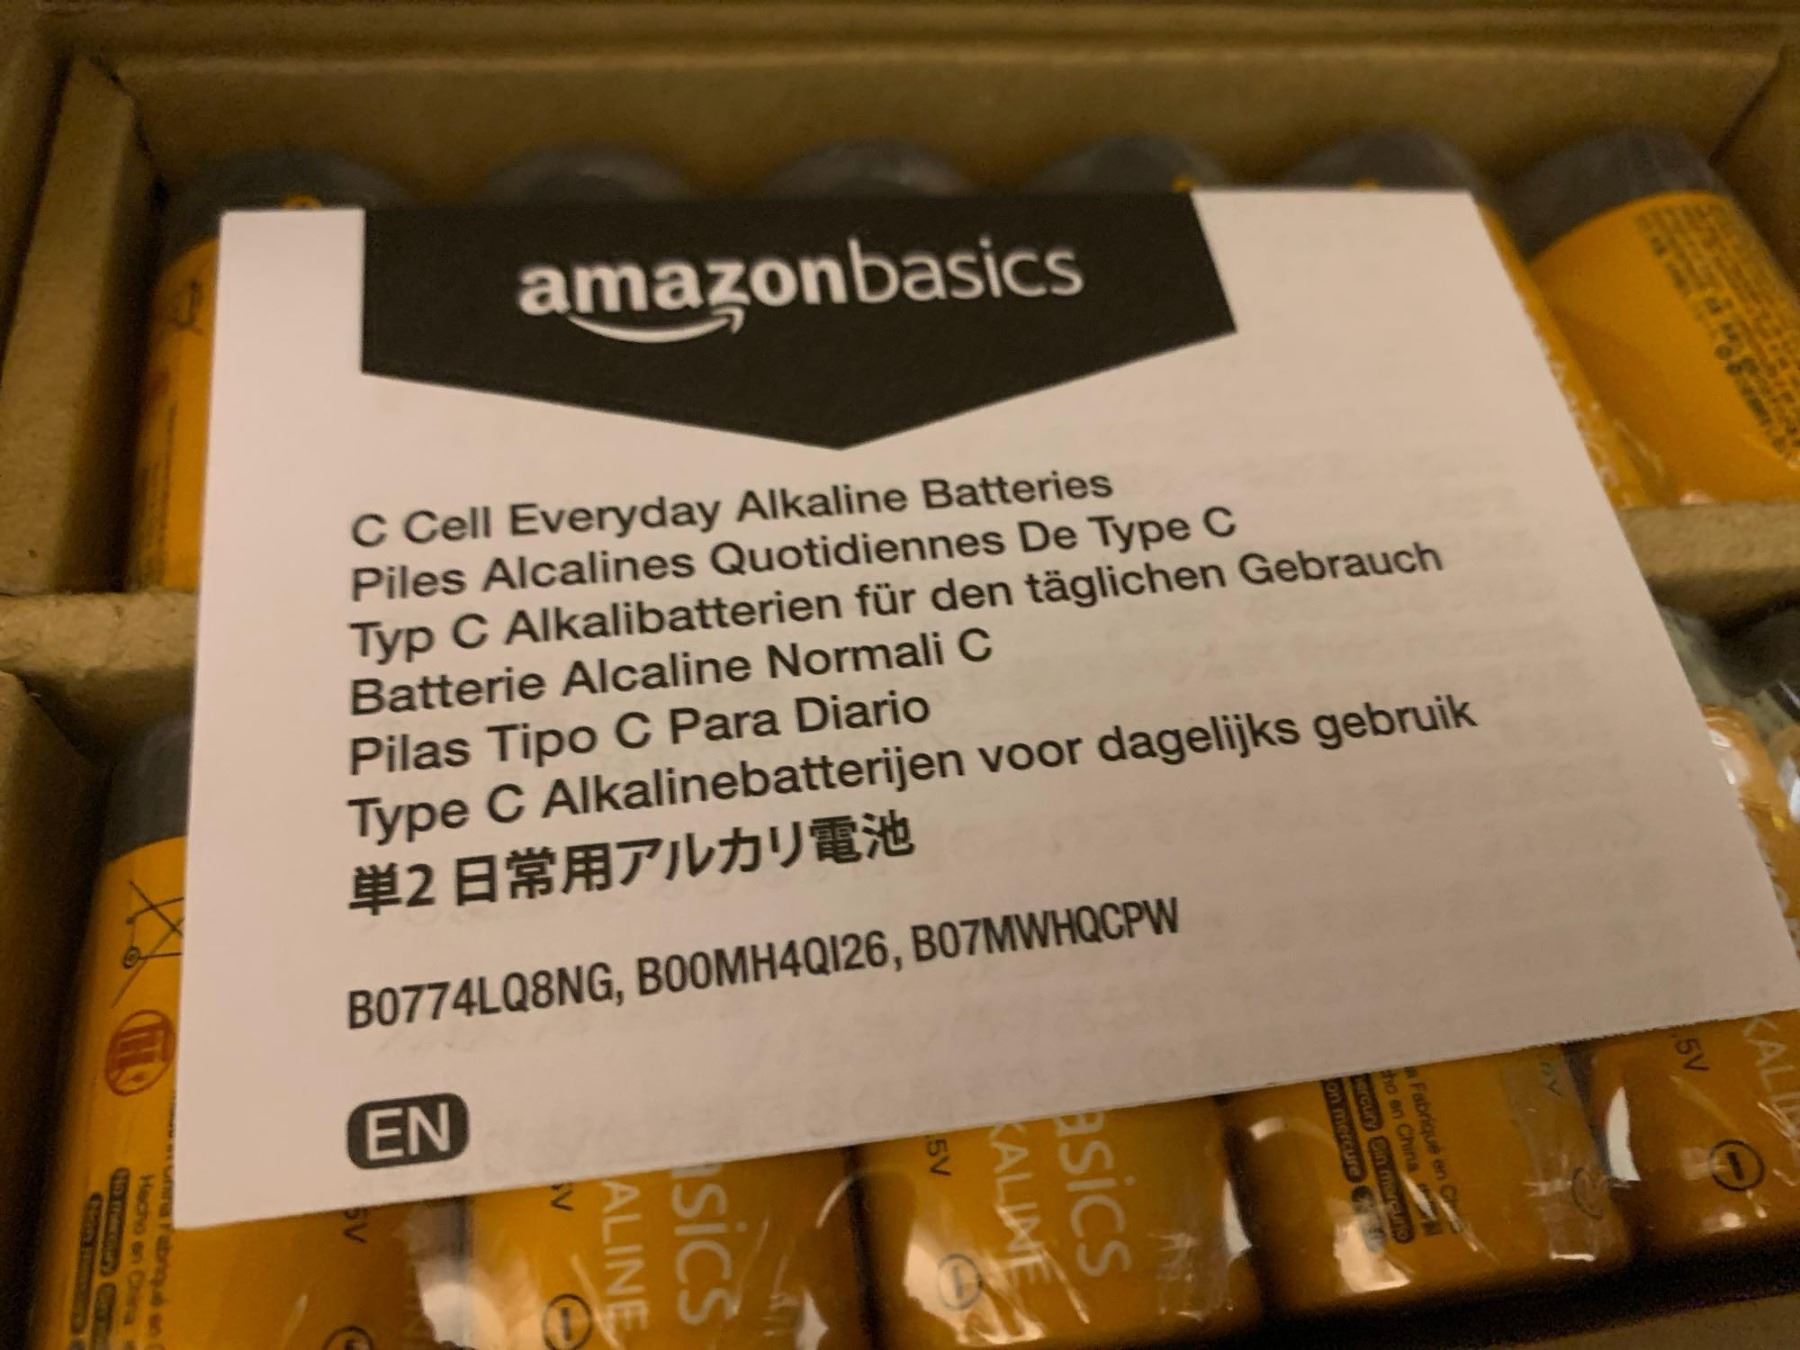 amazonbasics
C Cell Everyday Alkaline Batteries
Piles Alcalines Quotidiennes De Type C
Typ C Alkalibatterien für den täglichen Gebrauch
Batterie Alcaline Normali C
Pilas Tipo C Para Diario
Type C Alkalinebatterijen voor dagelijks gebruik
単2 日常用アルカリ電池
B0774LQ8NG, B00MH4QI26, B07MWHQCPW
EN